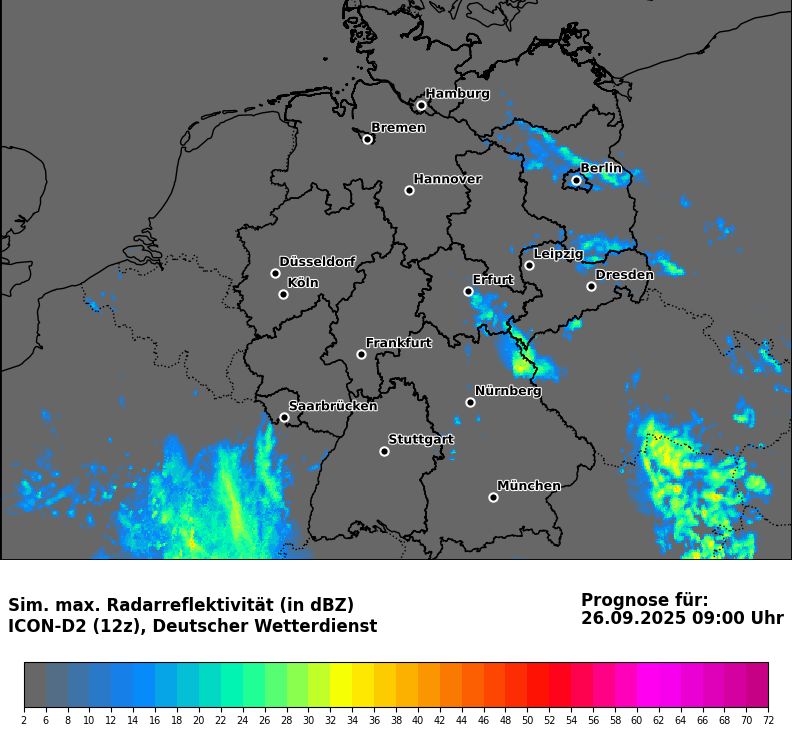 Hamburg
Bremen
Berlin
Hannover
Leipzig
Düsseldorf
Dresden
Erfurt
Köln
Frankfurt
Nürnberg
Saarbrücken
Stuttgart
München
Sim. max. Radarreflektivität (in dBZ)
ICON-D2 (12z), Deutscher Wetterdienst
Prognose für:
26.09.2025 09:00 Uhr
2 6 8 10 12 14 16 18 20 22 24 26 28 30 32 34 36 38 40 42 44 46 48 50 52 54 56 58 60 62 64 66 68 70 72